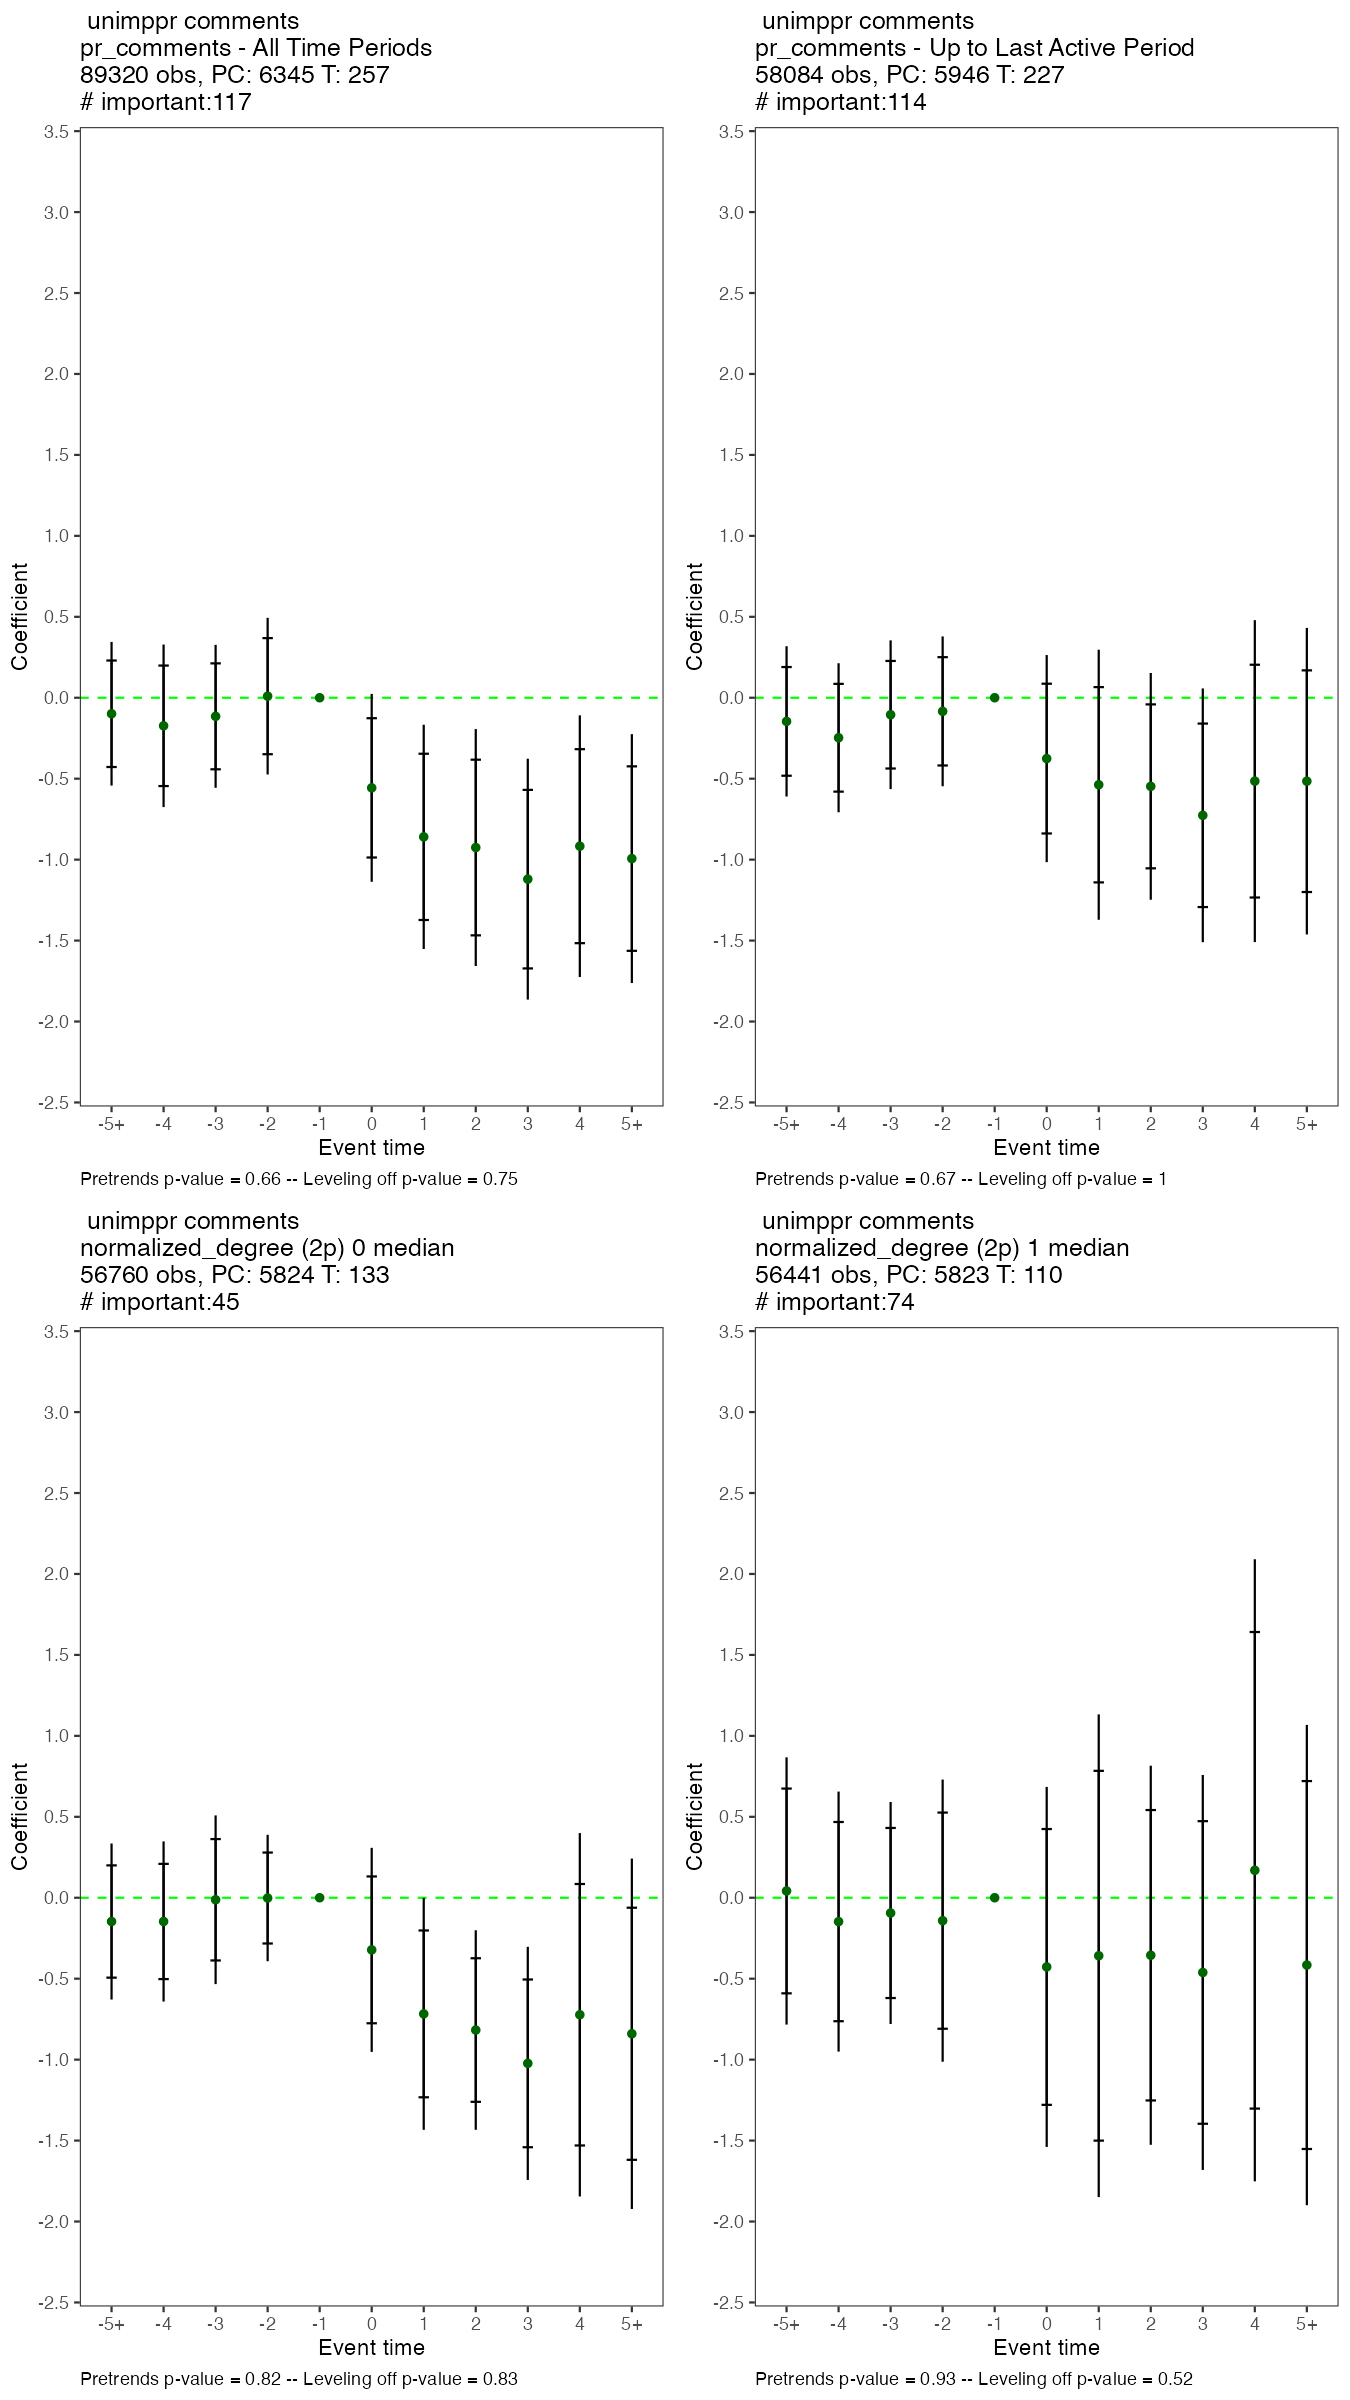 unimppr comments
pr_comments - All Time Periods
89320 obs, PC: 6345 T: 257
# important:117
3.5
3.0
2.5
2.0
1.5
1.0
0.5
0.0
-0.5
-1.0
-1.5
-2.0
-2.5
Coefficient
-5+ -4 -3 -2 -1 0 1 2 3 4 5+
Event time
Pretrends p-value = 0.66 -- Leveling off p-value = 0.75
unimppr comments
pr_comments - Up to Last Active Period
58084 obs, PC: 5946 T: 227
# important:114
3.5
3.0
2.5
2.0
1.5
1.0
0.5
0.0
-0.5
-1.0
-1.5
-2.0
-2.5
Coefficient
-5+ -4 -3 -2 -1 0 1 2 3 4 5+
Event time
Pretrends p-value = 0.67 -- Leveling off p-value = 1
unimppr comments
normalized_degree (2p) 0 median
56760 obs, PC: 5824 T: 133
# important:45
3.5
3.0
2.5
2.0
1.5
1.0
0.5
0.0
-0.5
-1.0
-1.5
-2.0
-2.5
Coefficient
-5+ -4 -3 -2 -1 0 1 2 3 4 5+
Event time
Pretrends p-value = 0.82 -- Leveling off p-value = 0.83
unimppr comments
normalized_degree (2p) 1 median
56441 obs, PC: 5823 T: 110
# important:74
3.5
3.0
2.5
2.0
1.5
1.0
0.5
0.0
-0.5
-1.0
-1.5
-2.0
-2.5
Coefficient
-5+ -4 -3 -2 -1 0 1 2 3 4 5+
Event time
Pretrends p-value = 0.93 -- Leveling off p-value = 0.52